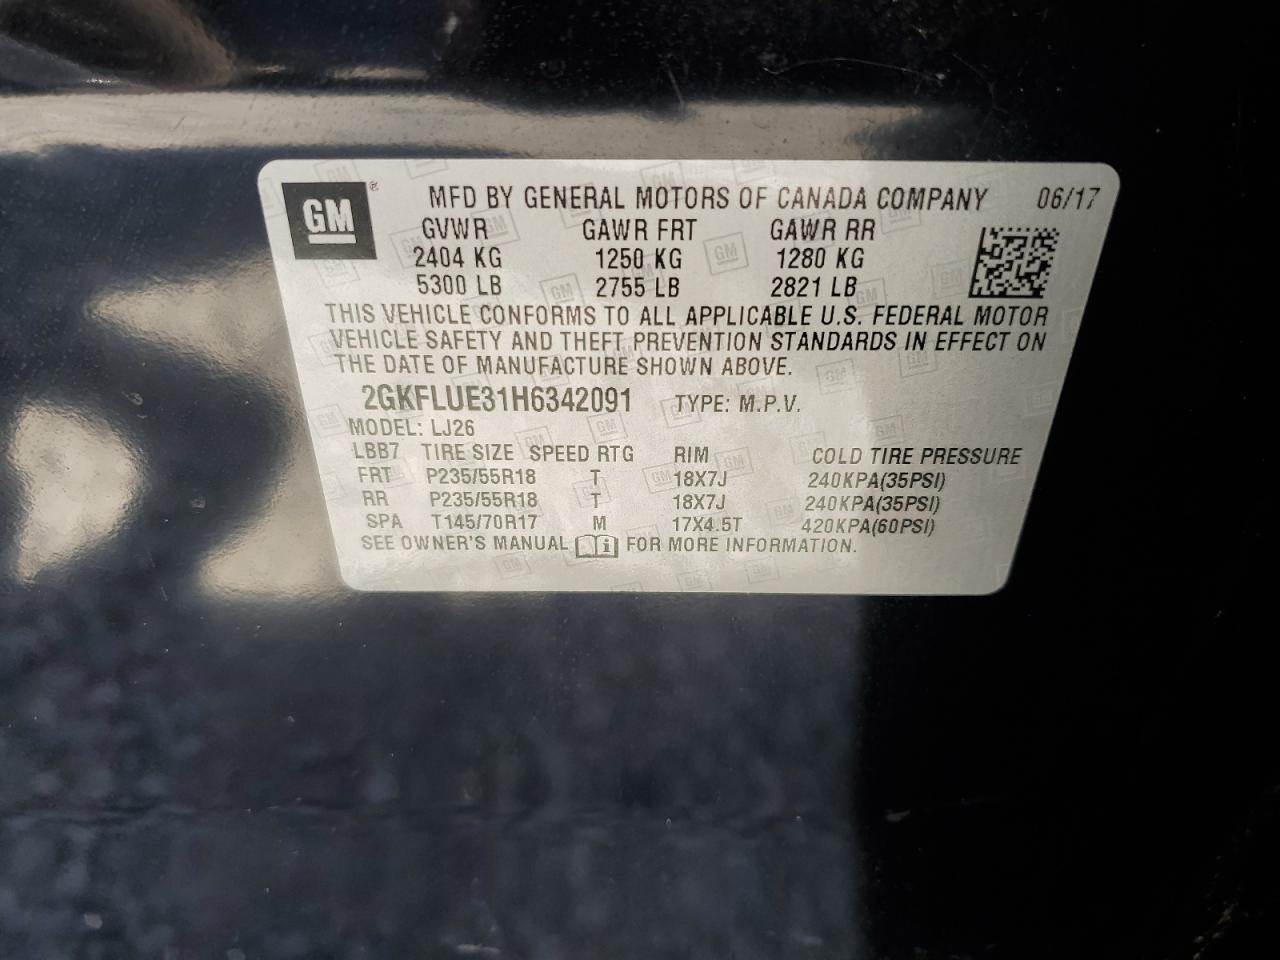 GM®
MFD BY GENERAL MOTORS OF CANADA COMPANY 06/17
GVWR GAWR FRT GAWR RR
2404 KG 1250 KG 1280 KG
5300 LB 2755 LB 2821 LB
THIS VEHICLE CONFORMS TO ALL APPLICABLE U.S. FEDERAL MOTOR
VEHICLE SAFETY AND THEFT PREVENTION STANDARDS IN EFFECT ON
THE DATE OF MANUFACTURE SHOWN ABOVE.
2GKFLUE31H6342091 TYPE: M.P.V.
MODEL: LJ26
LBB7 TIRE SIZE SPEED RTG RIM COLD TIRE PRESSURE
FRT P235/55R18 T 18X7J 240KPA(35PSI)
RR P235/55R18 T 18X7J 240KPA(35PSI)
SPA T145/70R17 M 17X4.5T 420KPA(60PSI)
SEE OWNER'S MANUAL i FOR MORE INFORMATION.